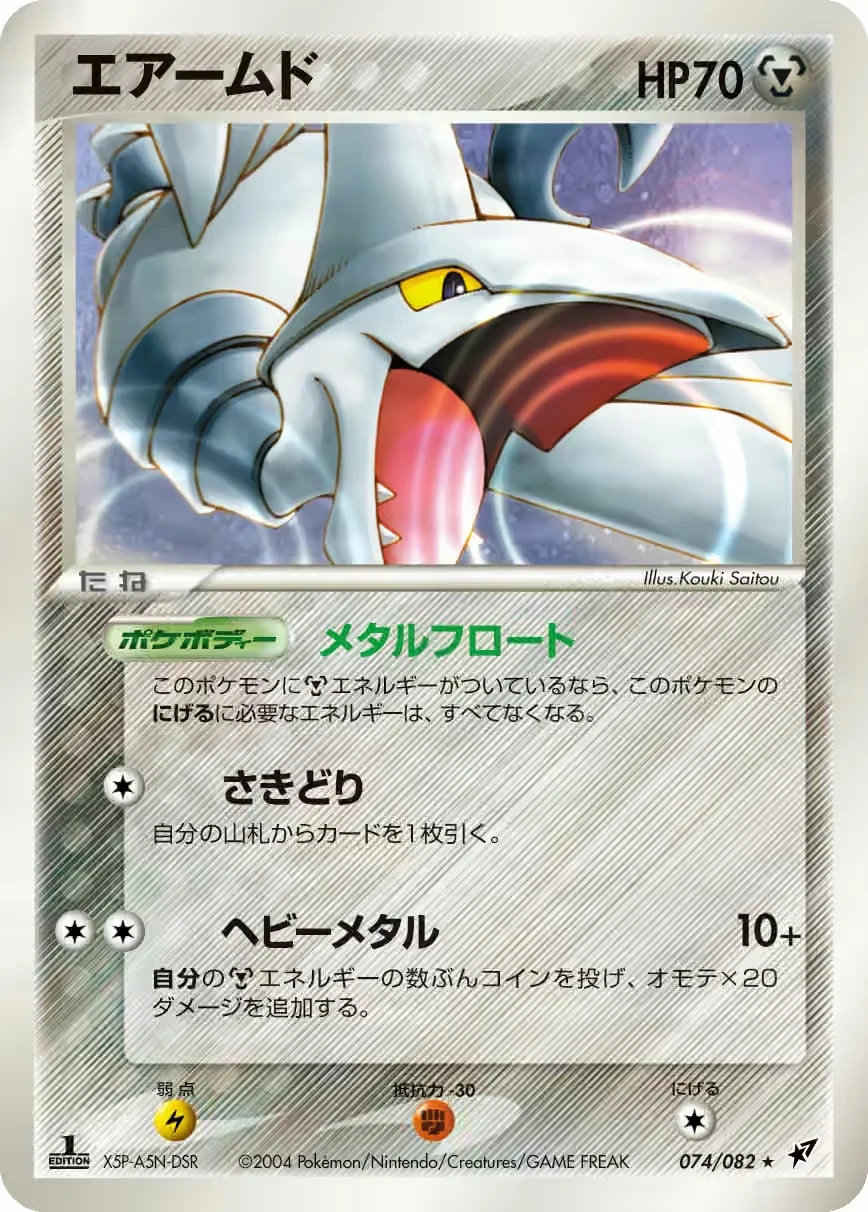 エアームド HP70
たね Illus.Kouki Saitou
ポケボディー メタルフロート
このポケモンにエネルギーがついているなら、このポケモンの
にげるに必要なエネルギーは、すべてなくなる。
さきどり
自分の山札からカードを1枚引く。
ヘビーメタル 10+
自分のエネルギーの数ぶんコインを投げ、オモテ×20
ダメージを追加する。
弱点 抵抗力 -30 にげる
1 EDITION X5P-A5N-DSR ©2004 Pokémon/Nintendo/Creatures/GAME FREAK 074/082 ★